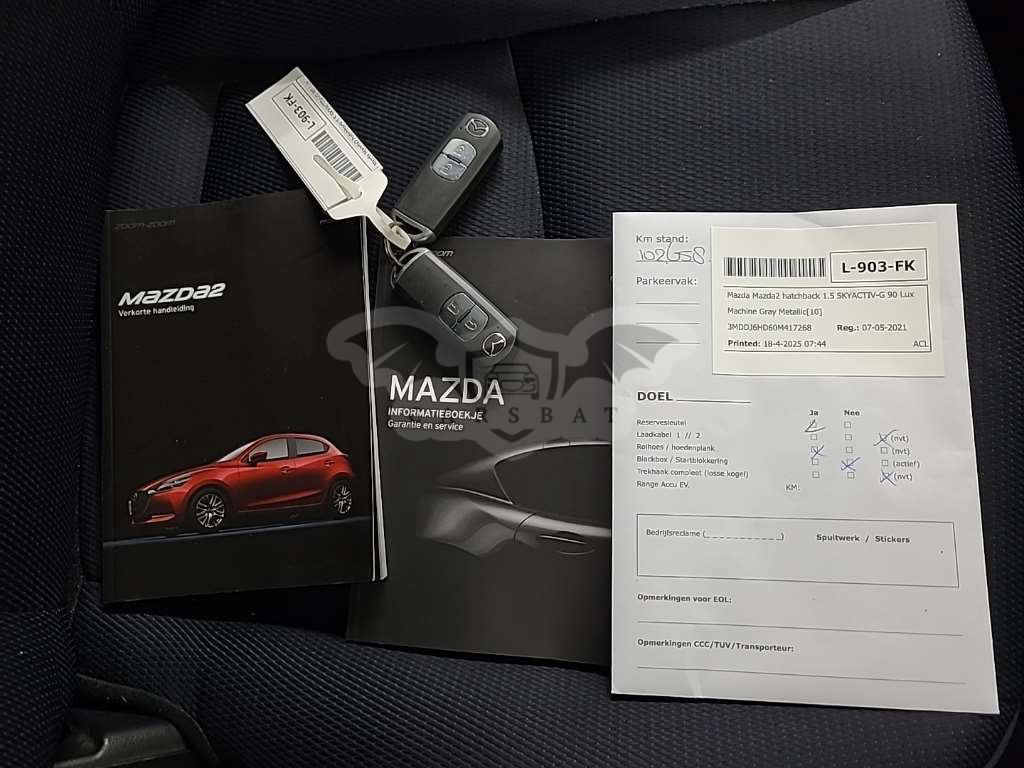 L-903-FK
zoom-zoom
mazda2
Verkorte handleiding
MAZDA
INFORMATIEBOEKJE
Garantie en service
CARSBAT
Km stand:
Parkeervak:
L-903-FK
Mazda Mazda2 hatchback 1.5 SKYACTIV-G 90 Lux
Machine Gray Metallic[10]
3MDDJ6HD60M417268 Reg.: 07-05-2021
Printed: 18-4-2025 07:44 ACL
DOEL
Ja Nee
Reservesleutel
Laadkabel 1 // 2 (nvt)
Rolhoes / hoedenplank (nvt)
Blackbox / Startblokkering (actief)
Trekhaak compleet (losse kogel) (nvt)
Range Accu EV. KM:
Bedrijfsreclame (_ _ _ _ _ _ _ _ _ _ _ _) Spuitwerk / Stickers
Opmerkingen voor EOL:
Opmerkingen CCC/TUV/Transporteur: